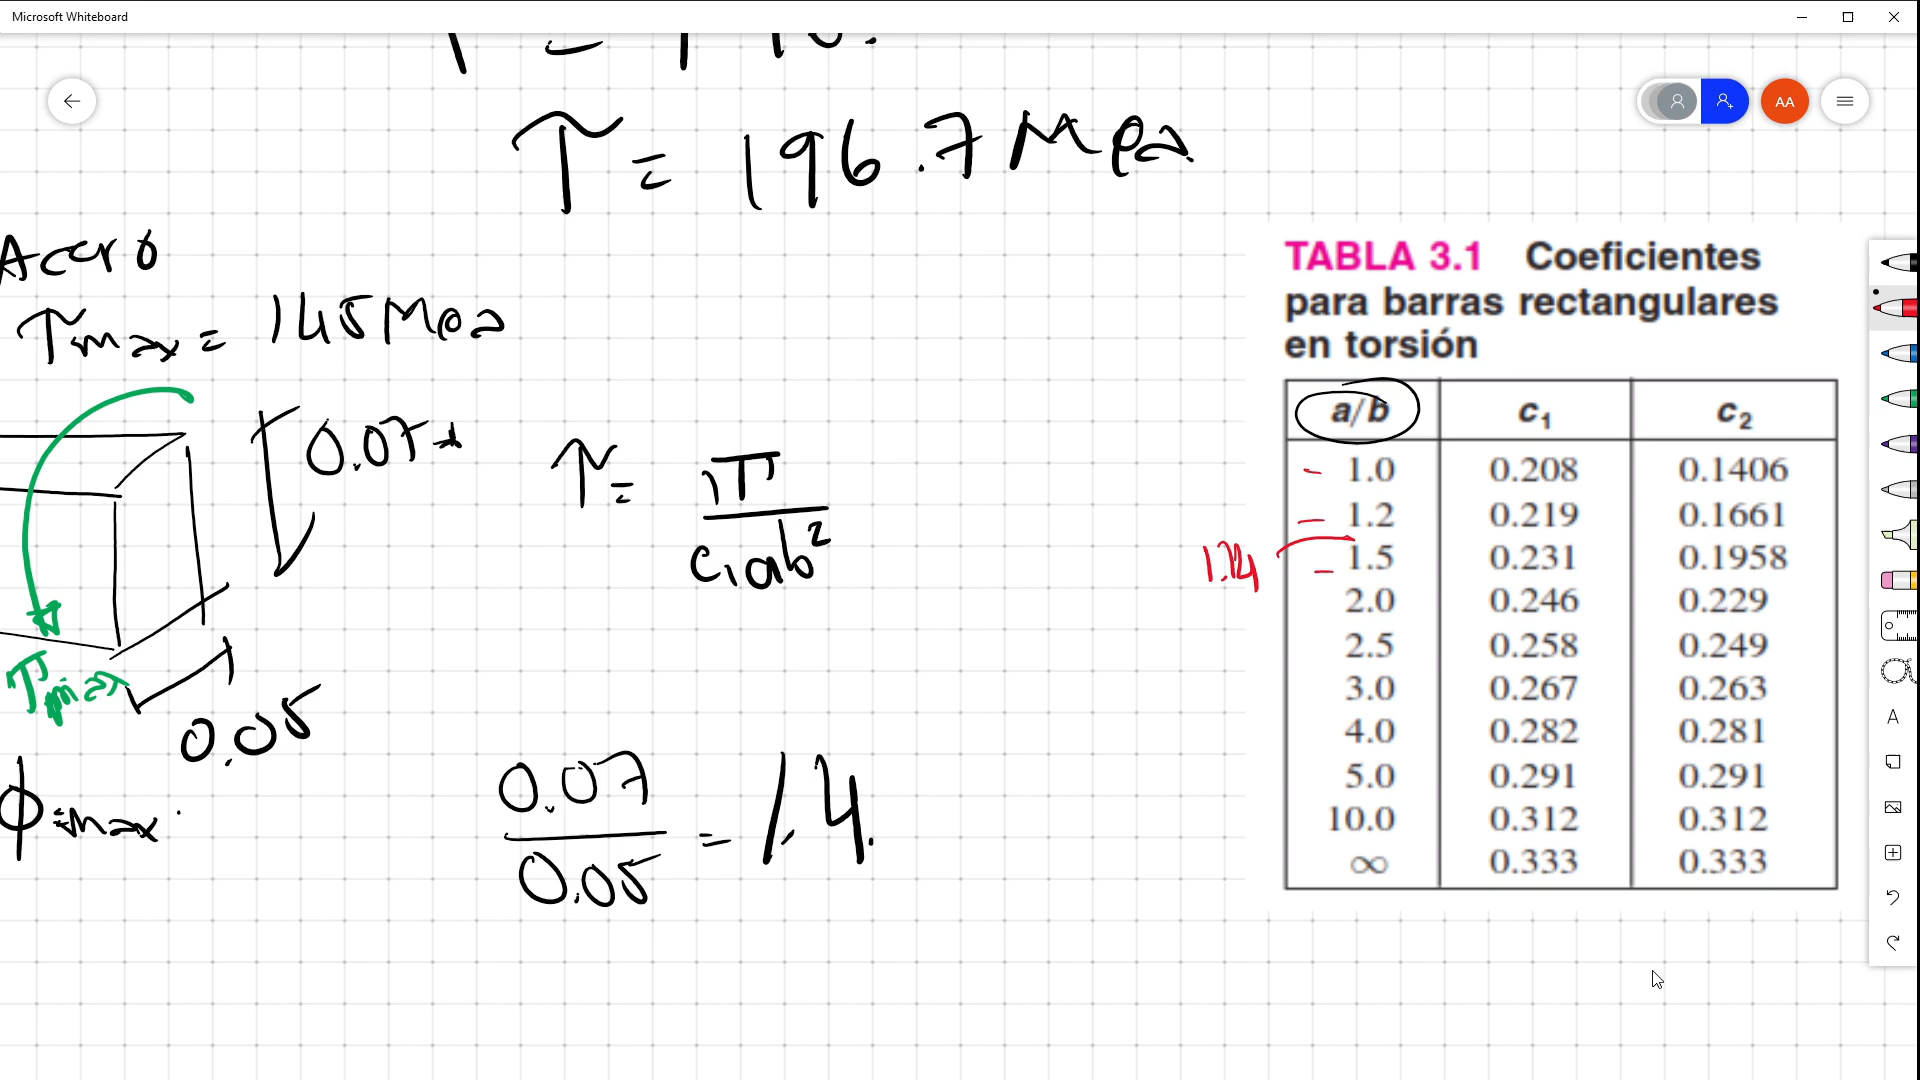 Microsoft Whiteboard
AA
τ = 196.7 Mpa.
Acero
τmax = 145 Mpa
0.07
τ = T
c₁ab²
Tmax
0.05
ϕ=max
0.07
0.05
= 1.4.
TABLA 3.1 Coeficientes
para barras rectangulares
en torsión
a/b c₁ c₂
1.0 0.208 0.1406
1.2 0.219 0.1661
1.4
1.5 0.231 0.1958
2.0 0.246 0.229
2.5 0.258 0.249
3.0 0.267 0.263
4.0 0.282 0.281
5.0 0.291 0.291
10.0 0.312 0.312
∞ 0.333 0.333
A